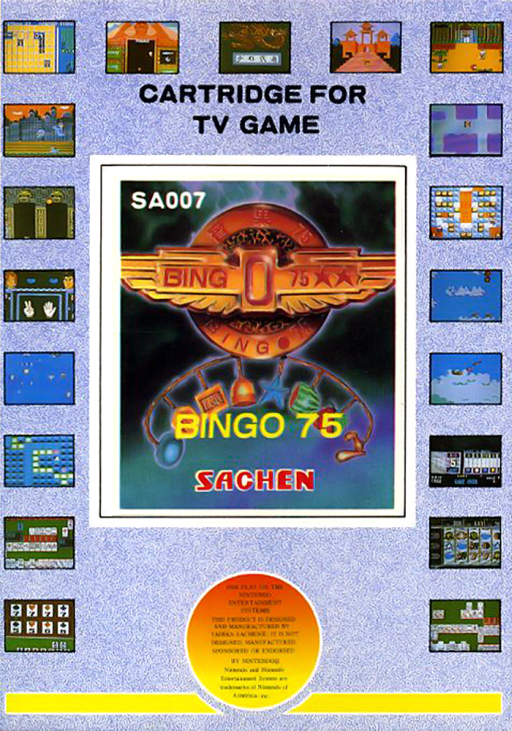 CARTRIDGE FOR
TV GAME
SA007
BINGO 75★★
BINGO
BINGO 75
SACHEN
FOR PLAY ON THE
NINTENDO
ENTERTAINMENT
SYSTEMS
THIS PRODUCT IS DESIGNED
AND MANUFACTURED BY
TAIWAN SACHEN. IT IS NOT
DESIGNED, MANUFACTURED,
SPONSORED OR ENDORSED
BY NINTENDO
Nintendo and Nintendo
Entertainment Systems are
trademarks of Nintendo of
America inc.